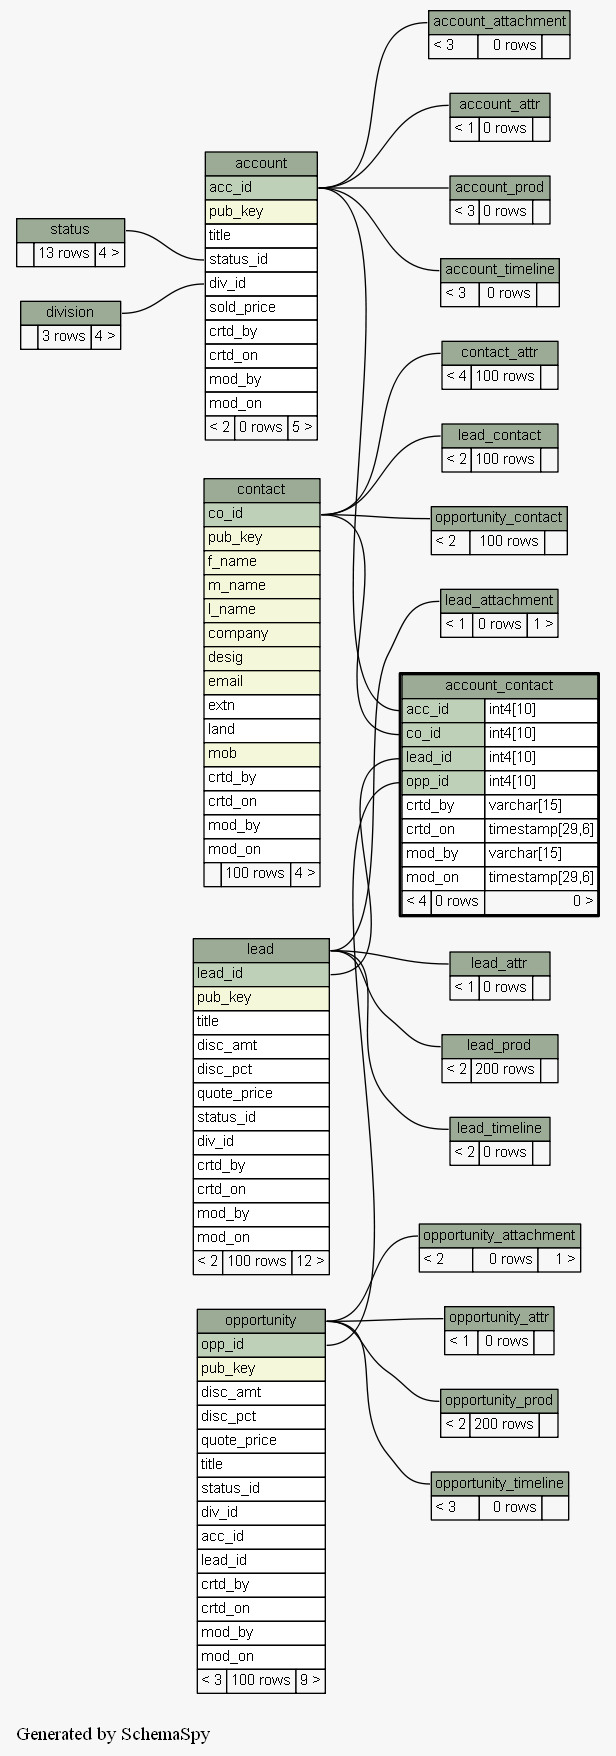 account_attachment
< 3 0 rows
account_attr
< 1 0 rows
account_prod
< 3 0 rows
account_timeline
< 3 0 rows
account
acc_id
pub_key
title
status_id
div_id
sold_price
crtd_by
crtd_on
mod_by
mod_on
< 2 0 rows 5 >
status
13 rows 4 >
division
3 rows 4 >
contact_attr
< 4 100 rows
lead_contact
< 2 100 rows
opportunity_contact
< 2 100 rows
lead_attachment
< 1 0 rows 1 >
contact
co_id
pub_key
f_name
m_name
l_name
company
desig
email
extn
land
mob
crtd_by
crtd_on
mod_by
mod_on
100 rows 4 >
account_contact
acc_id int4[10]
co_id int4[10]
lead_id int4[10]
opp_id int4[10]
crtd_by varchar[15]
crtd_on timestamp[29,6]
mod_by varchar[15]
mod_on timestamp[29,6]
< 4 0 rows 0 >
lead
lead_id
pub_key
title
disc_amt
disc_pct
quote_price
status_id
div_id
crtd_by
crtd_on
mod_by
mod_on
< 2 100 rows 12 >
lead_attr
< 1 0 rows
lead_prod
< 2 200 rows
lead_timeline
< 2 0 rows
opportunity_attachment
< 2 0 rows 1 >
opportunity_attr
< 1 0 rows
opportunity_prod
< 2 200 rows
opportunity_timeline
< 3 0 rows
opportunity
opp_id
pub_key
disc_amt
disc_pct
quote_price
title
status_id
div_id
acc_id
lead_id
crtd_by
crtd_on
mod_by
mod_on
< 3 100 rows 9 >
Generated by SchemaSpy